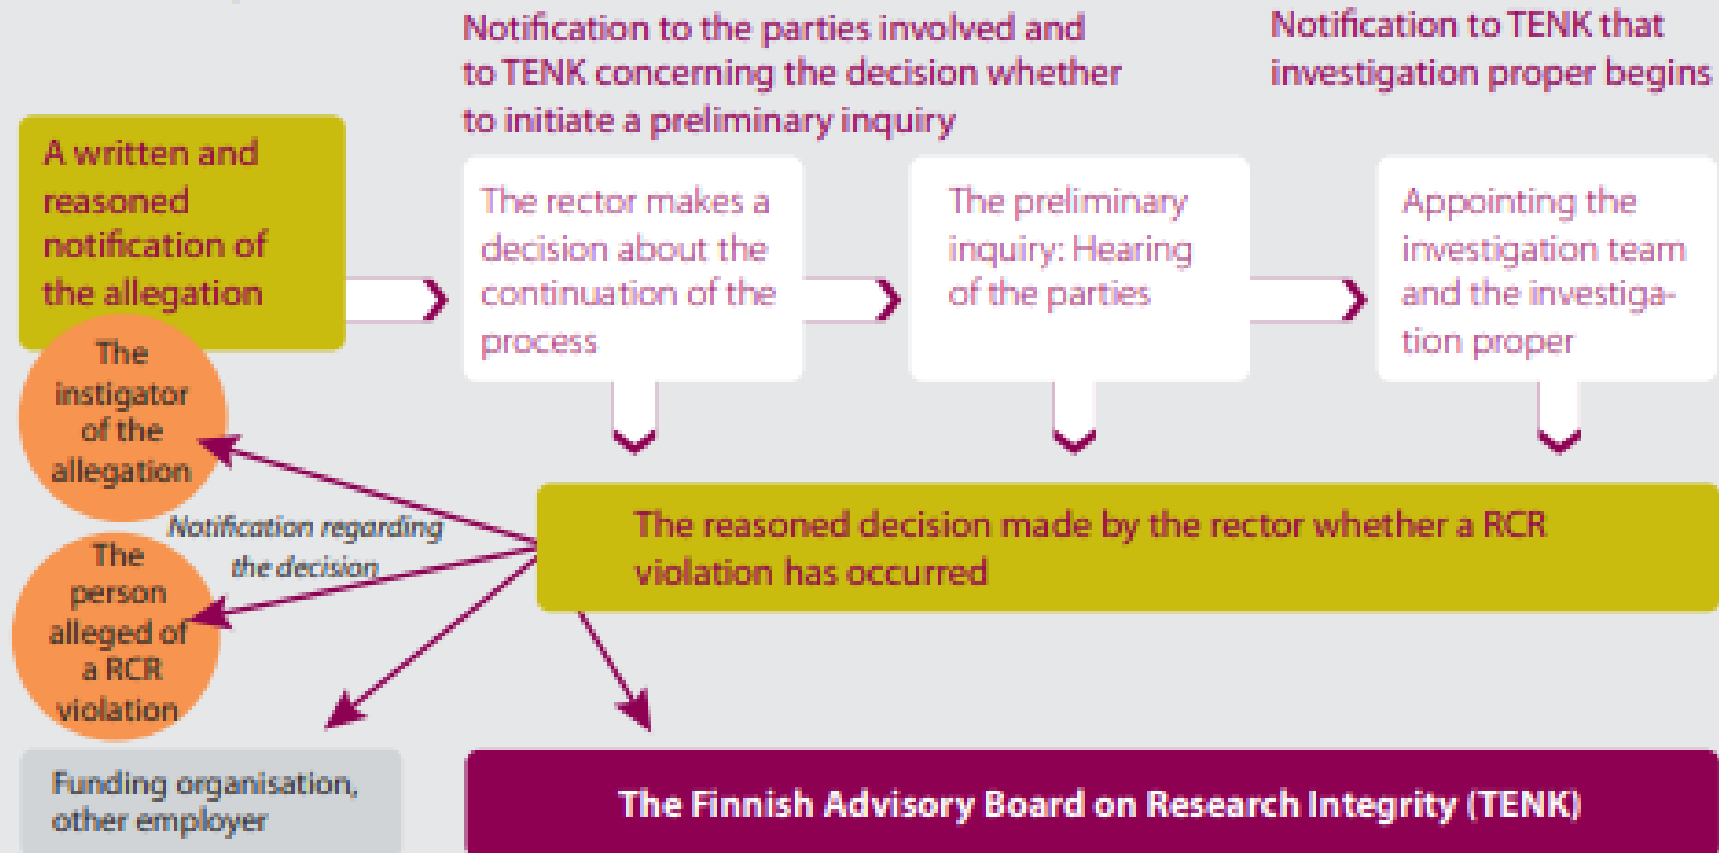 Notification to the parties involved and
to TENK concerning the decision whether
to initiate a preliminary inquiry
Notification to TENK that
investigation proper begins
A written and
reasoned
notification of
the allegation
The rector makes a
decision about the
continuation of the
process
The preliminary
inquiry: Hearing
of the parties
Appointing the
investigation team
and the investiga-
tion proper
The
instigator
of the
allegation
Notification regarding
the decision
The
person
alleged of
a RCR
violation
The reasoned decision made by the rector whether a RCR
violation has occurred
Funding organisation,
other employer
The Finnish Advisory Board on Research Integrity (TENK)